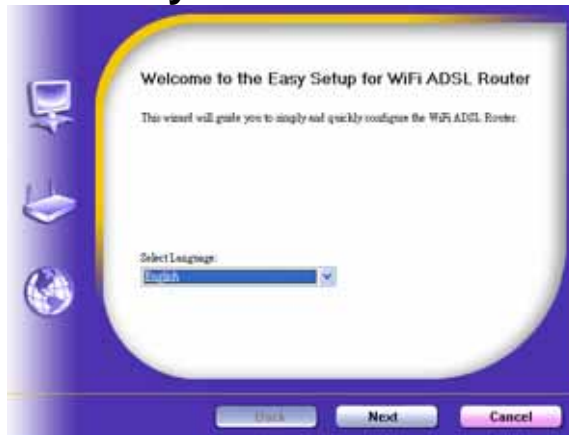 Welcome to the Easy Setup for WiFi ADSL Router
This wizard will guide you to simply and quickly configure the WiFi ADSL Router.
Select Language:
English
Back
Next
Cancel